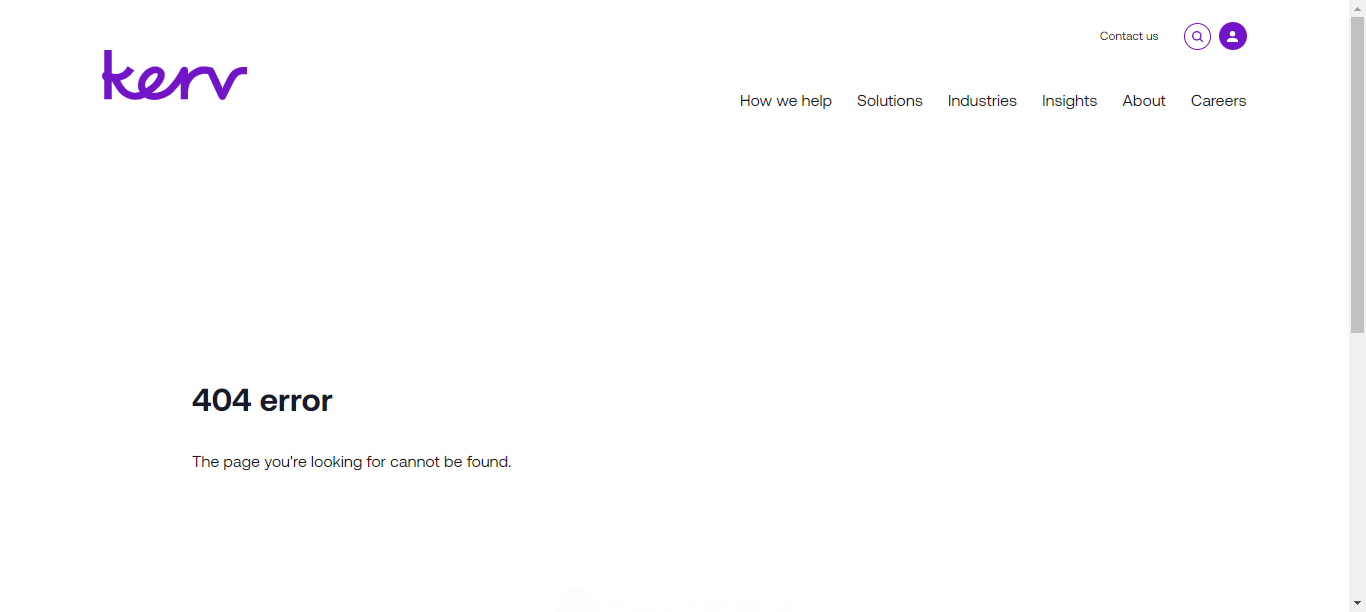 Contact us
kerv
How we help Solutions Industries Insights About Careers
404 error
The page you're looking for cannot be found.